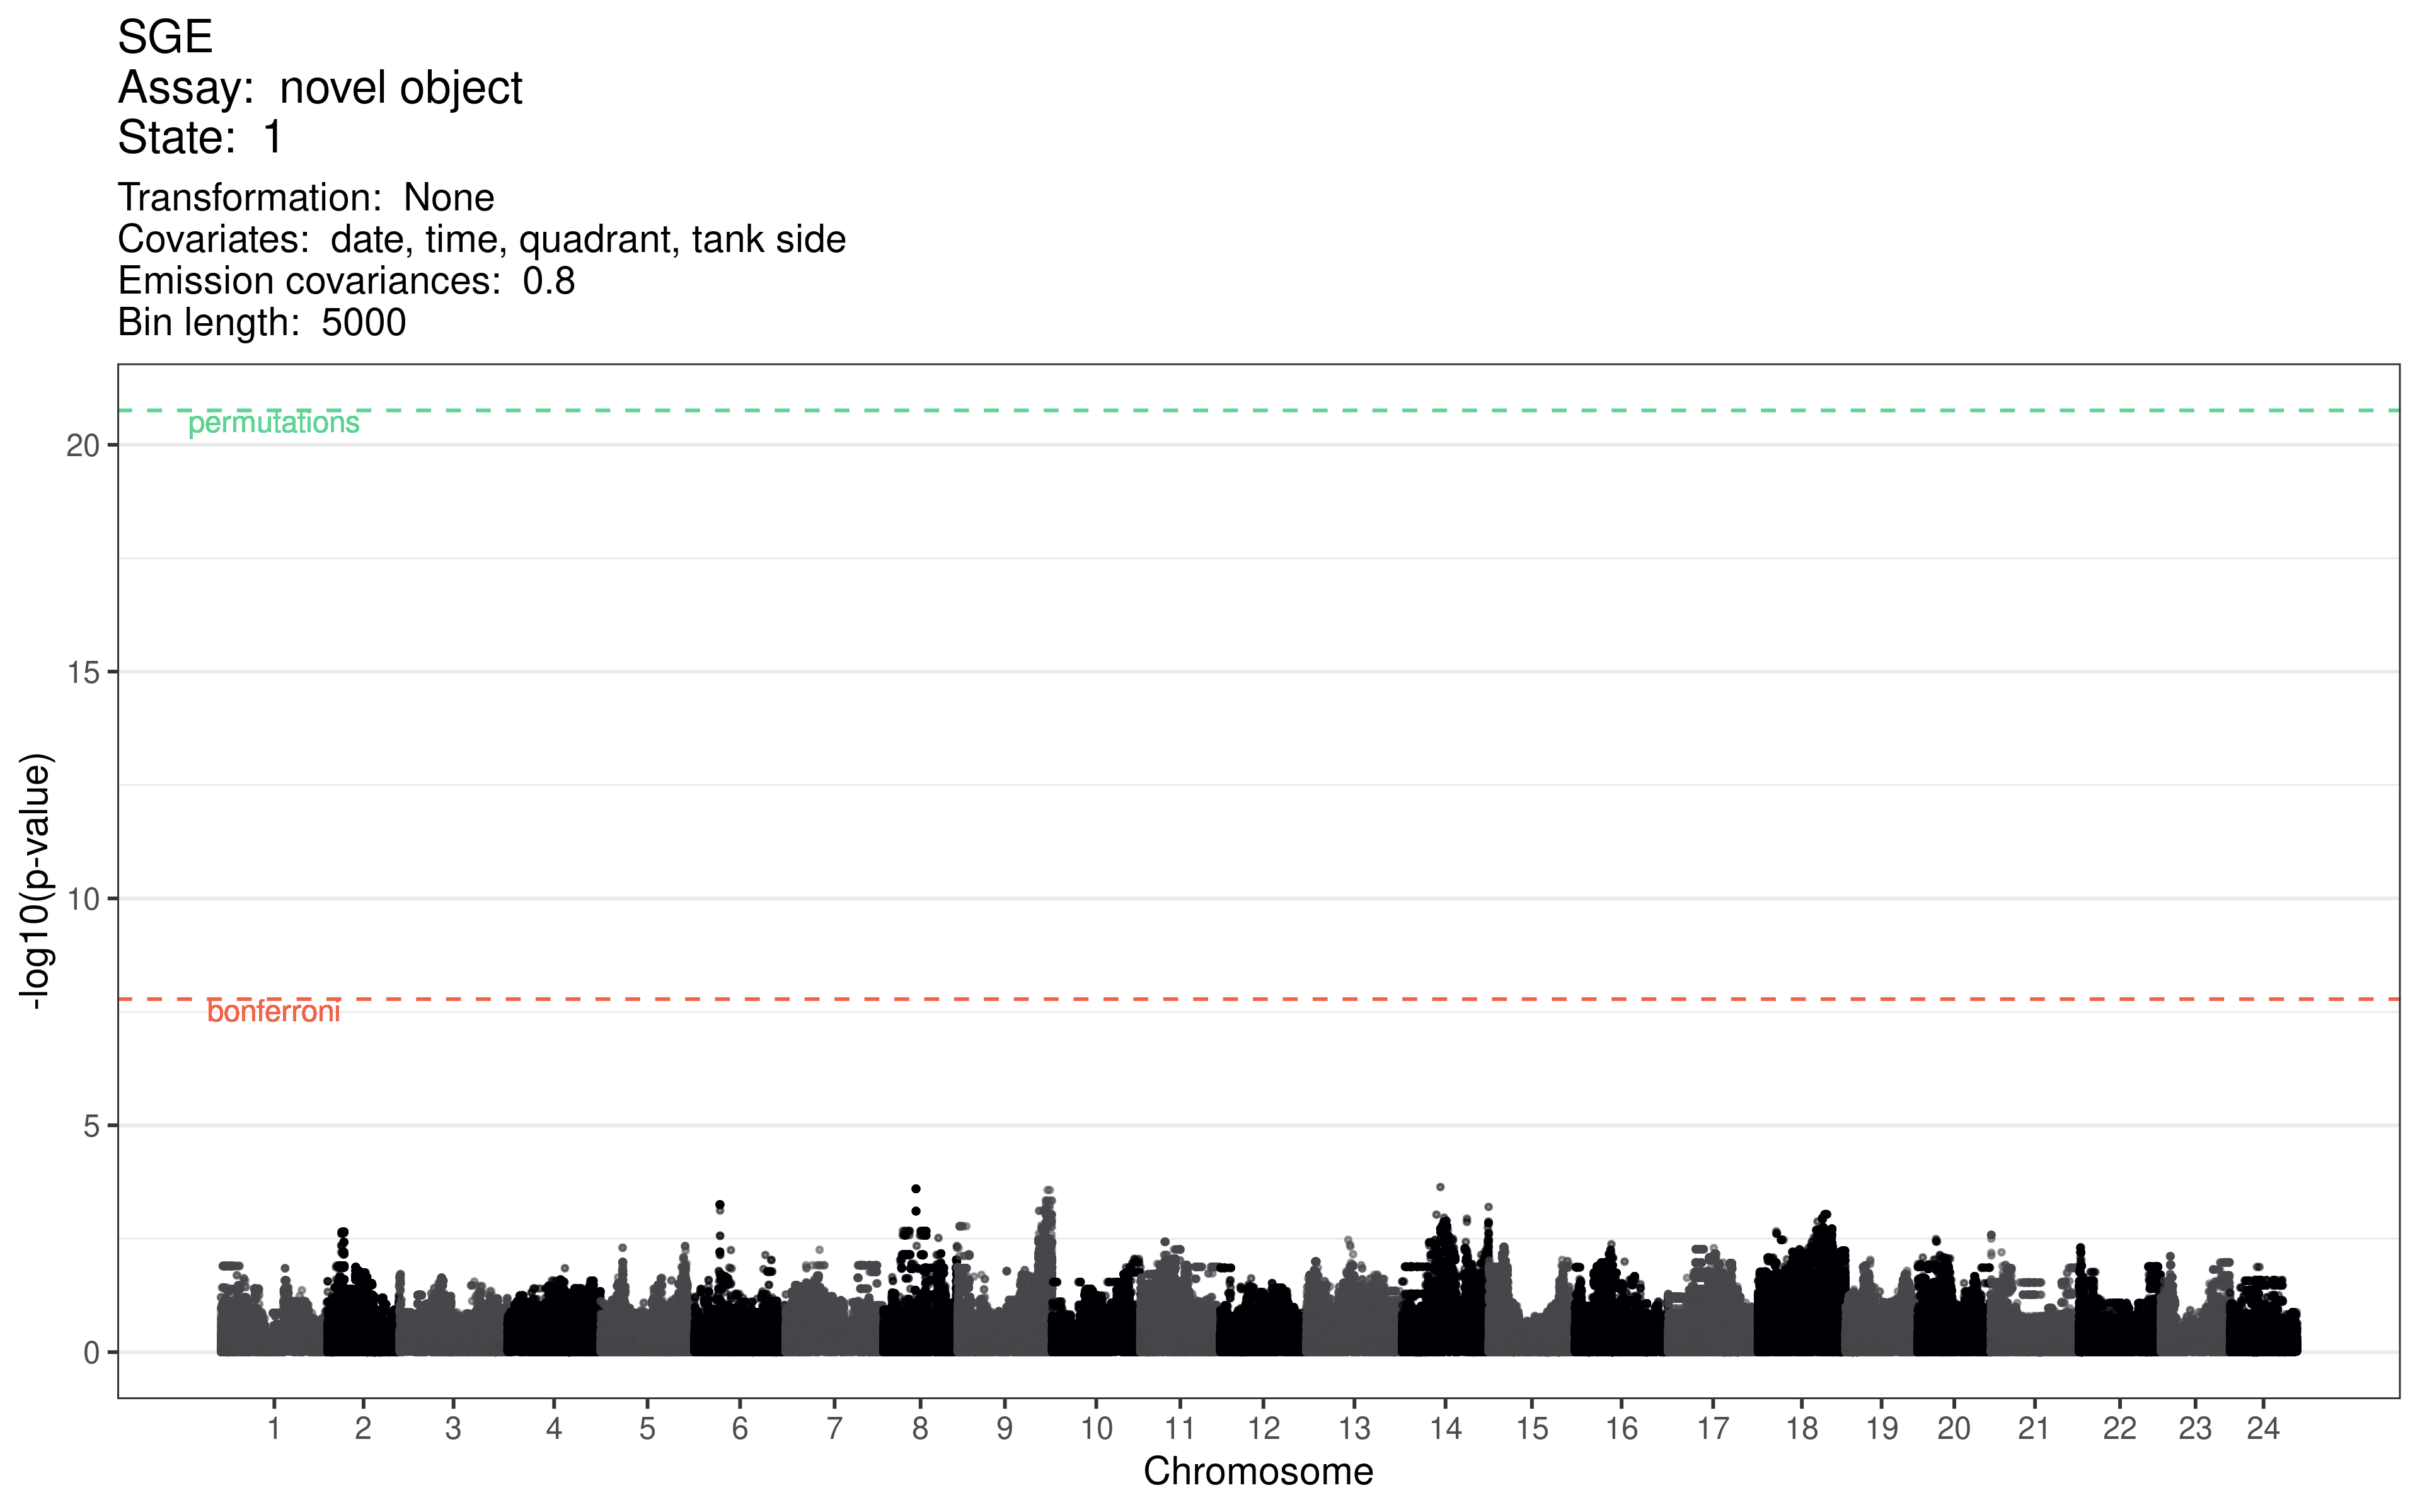 SGE
Assay: novel object
State: 1
Transformation: None
Covariates: date, time, quadrant, tank side
Emission covariances: 0.8
Bin length: 5000
permutations
20
15
-log10(p-value)
10
bonferroni
5
0
1 2 3 4 5 6 7 8 9 10 11 12 13 14 15 16 17 18 19 20 21 22 23 24
Chromosome